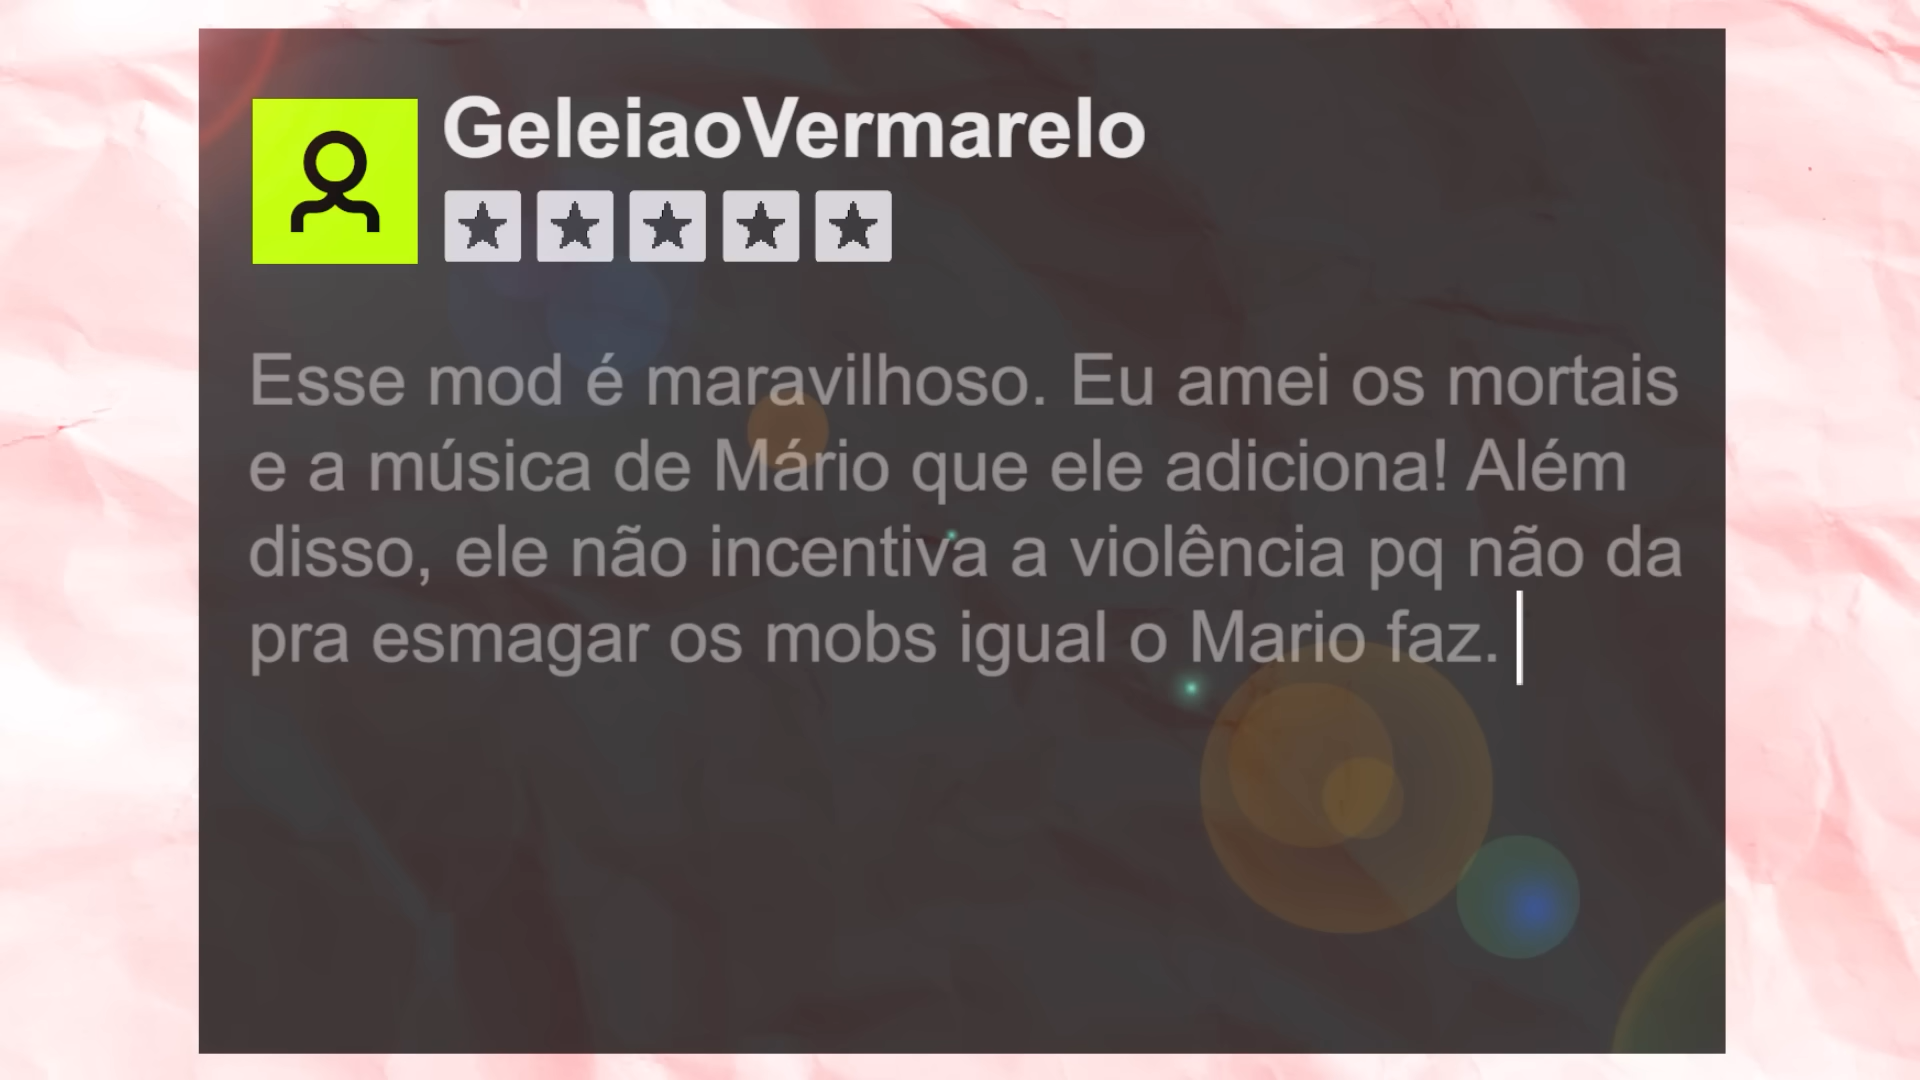 GeleiaoVermarelo
Esse mod é maravilhoso. Eu amei os mortais
e a música de Mário que ele adiciona! Além
disso, ele não incentiva a violência pq não da
pra esmagar os mobs igual o Mario faz.